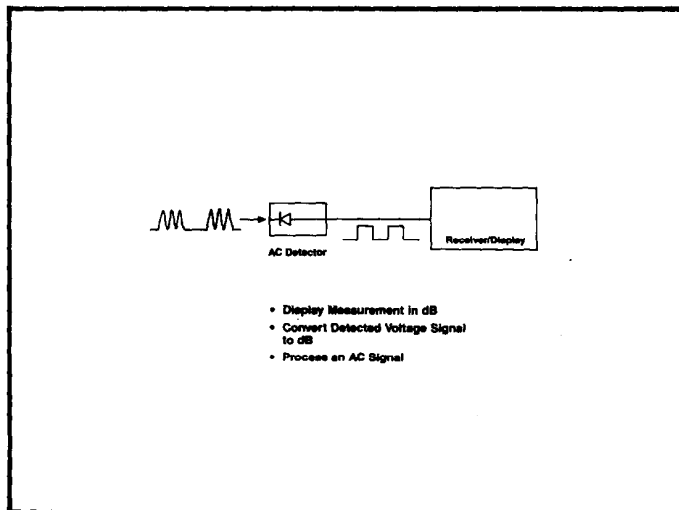 AC Detector
Receiver/Display
• Display Measurement in dB
• Convert Detected Voltage Signal
to dB
• Process an AC Signal